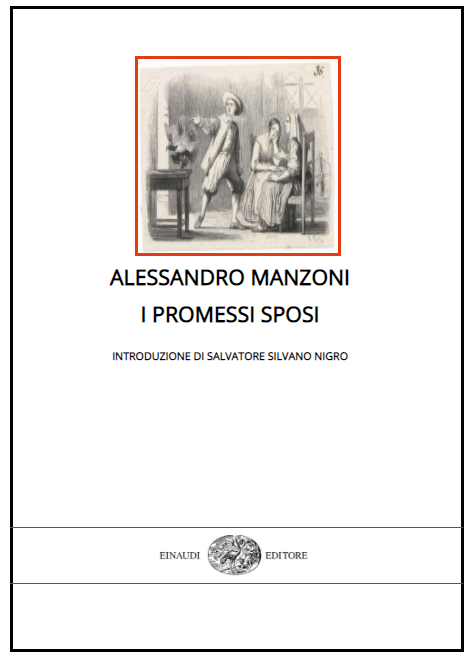 ALESSANDRO MANZONI
I PROMESSI SPOSI
INTRODUZIONE DI SALVATORE SILVANO NIGRO
EINAUDI EDITORE